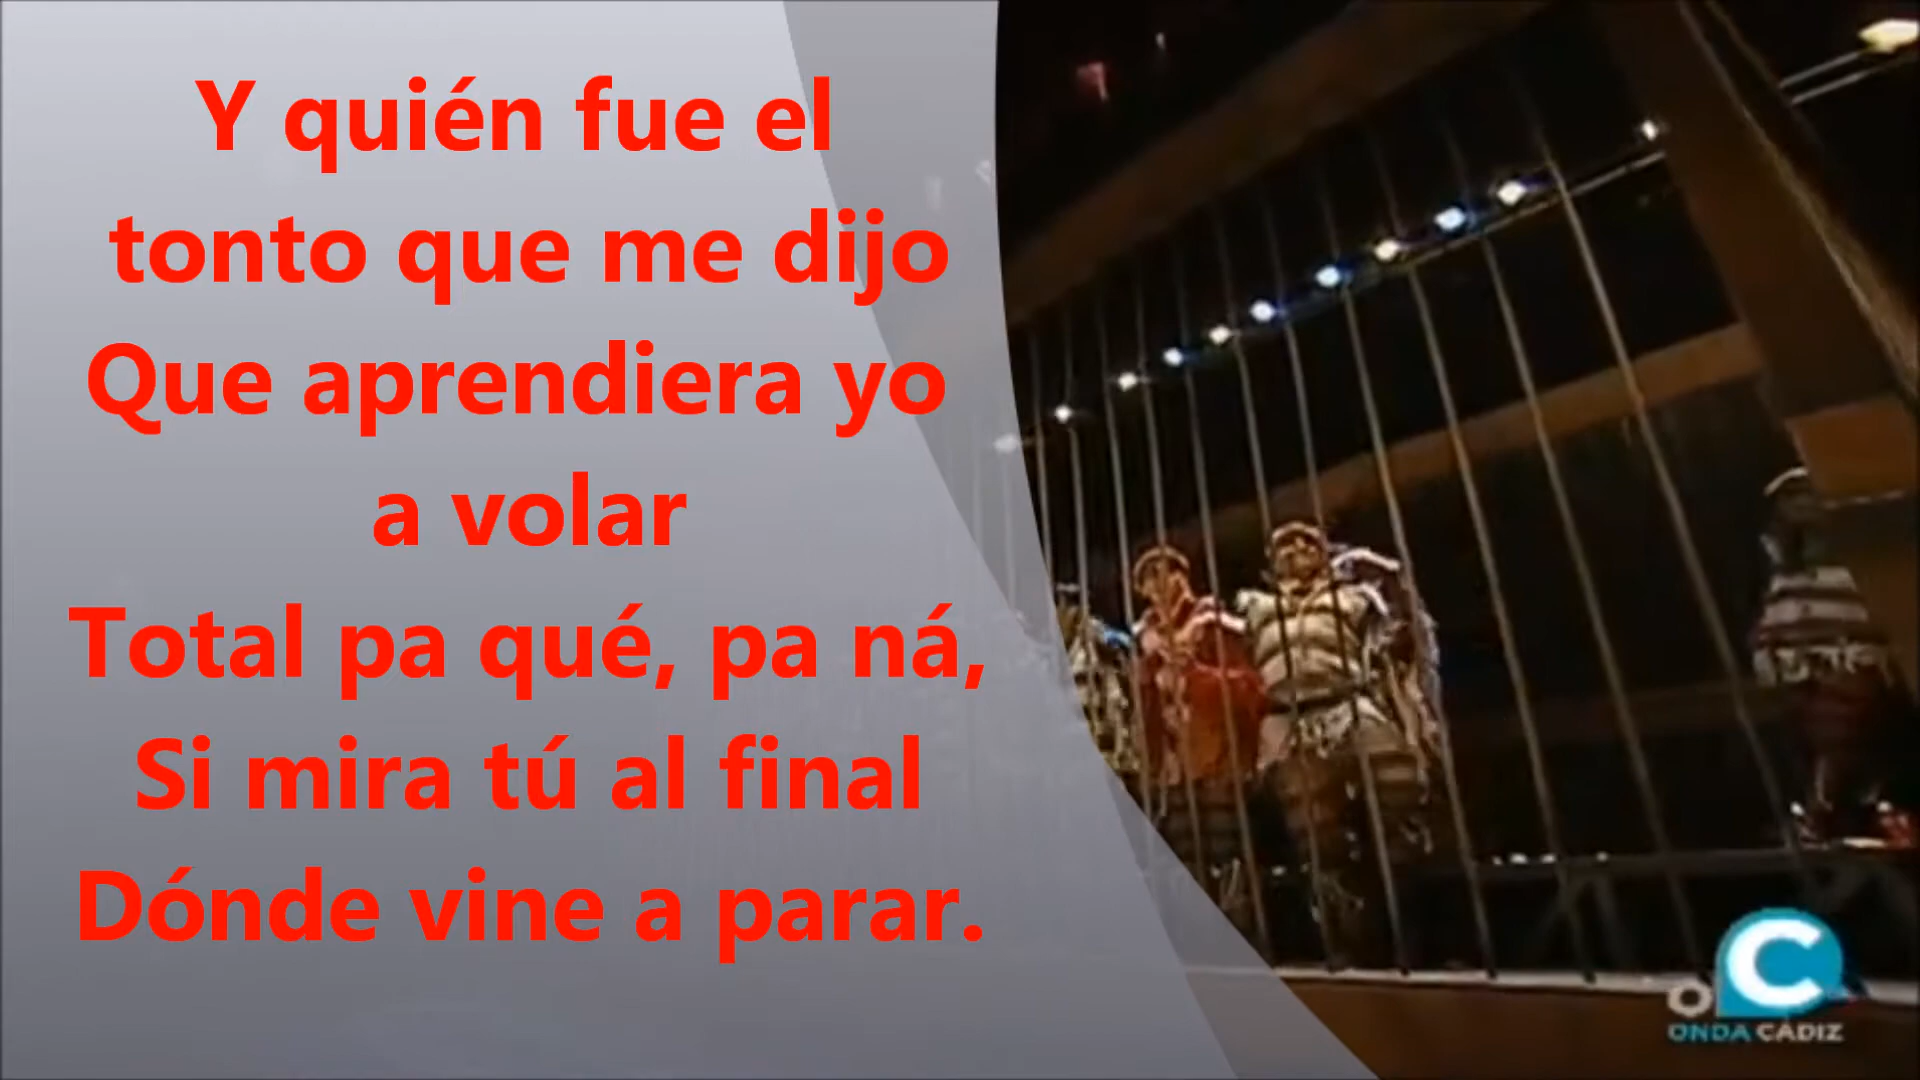 Y quién fue el
tonto que me dijo
Que aprendiera yo
a volar
Total pa qué, pa ná,
Si mira tú al final
Dónde vine a parar.
C
ONDA CÁDIZ